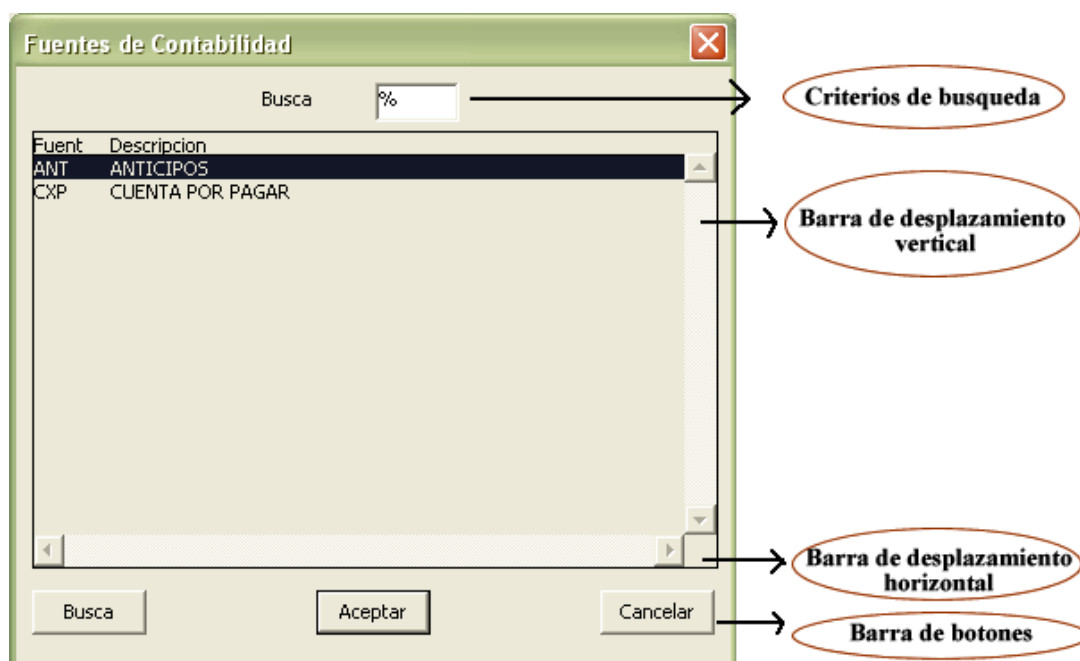 Fuentes de Contabilidad
Busca %
Criterios de busqueda
Fuent Descripcion
ANT ANTICIPOS
CXP CUENTA POR PAGAR
Barra de desplazamiento
vertical
Barra de desplazamiento
horizontal
Busca Aceptar Cancelar
Barra de botones